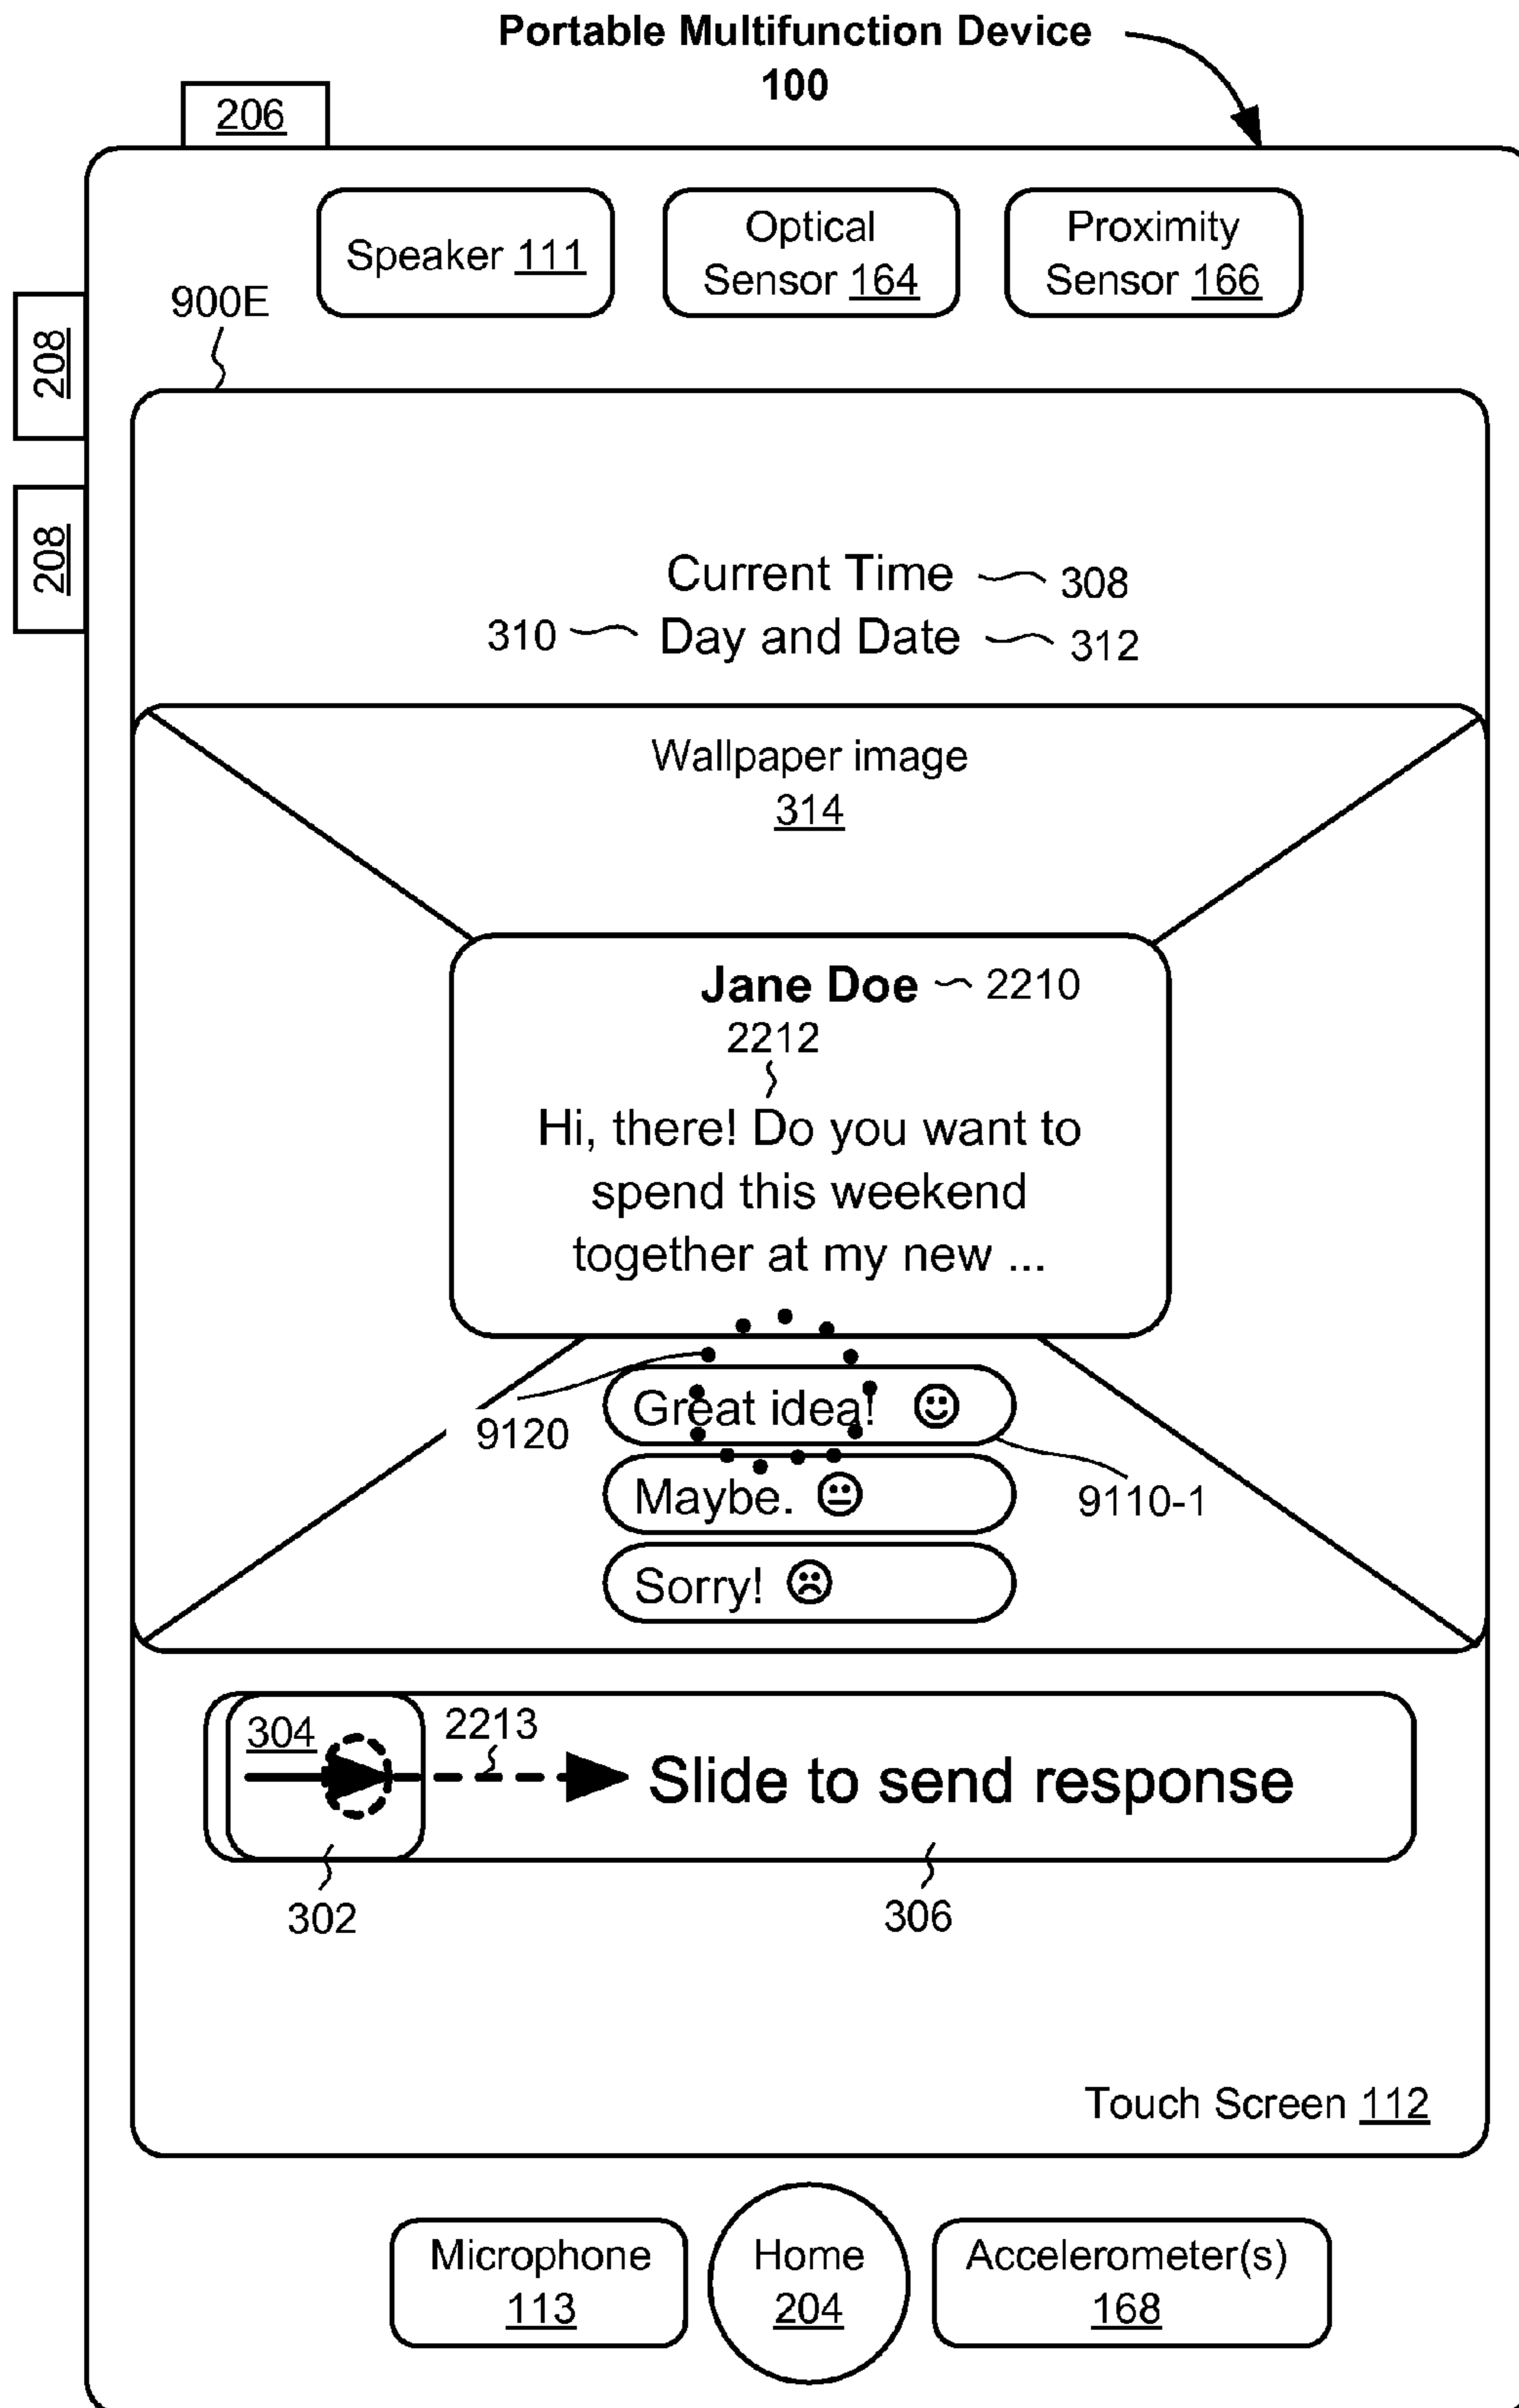 Portable Multifunction Device
100
206
Speaker 111
Optical
Sensor 164
Proximity
Sensor 166
900E
208
208
Current Time 308
310 Day and Date 312
Wallpaper image
314
Jane Doe 2210
2212
Hi, there! Do you want to
spend this weekend
together at my new ...
9120
Great idea!
9110-1
Maybe.
Sorry!
304
2213
Slide to send response
302
306
Touch Screen 112
Microphone
113
Home
204
Accelerometer(s)
168